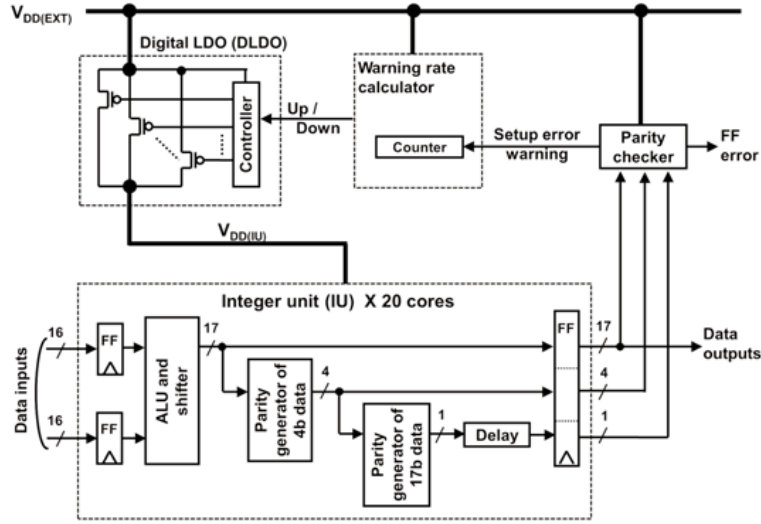 VDD(EXT)
Digital LDO (DLDO)
Controller
Up /
Down
Warning rate
calculator
Counter
Setup error
warning
Parity
checker
FF
error
VDD(IU)
Integer unit (IU) X 20 cores
Data inputs
16
16
FF
FF
ALU and
shifter
17
Parity
generator of
4b data
4
Parity
generator of
17b data
1
Delay
FF
17
4
1
Data
outputs